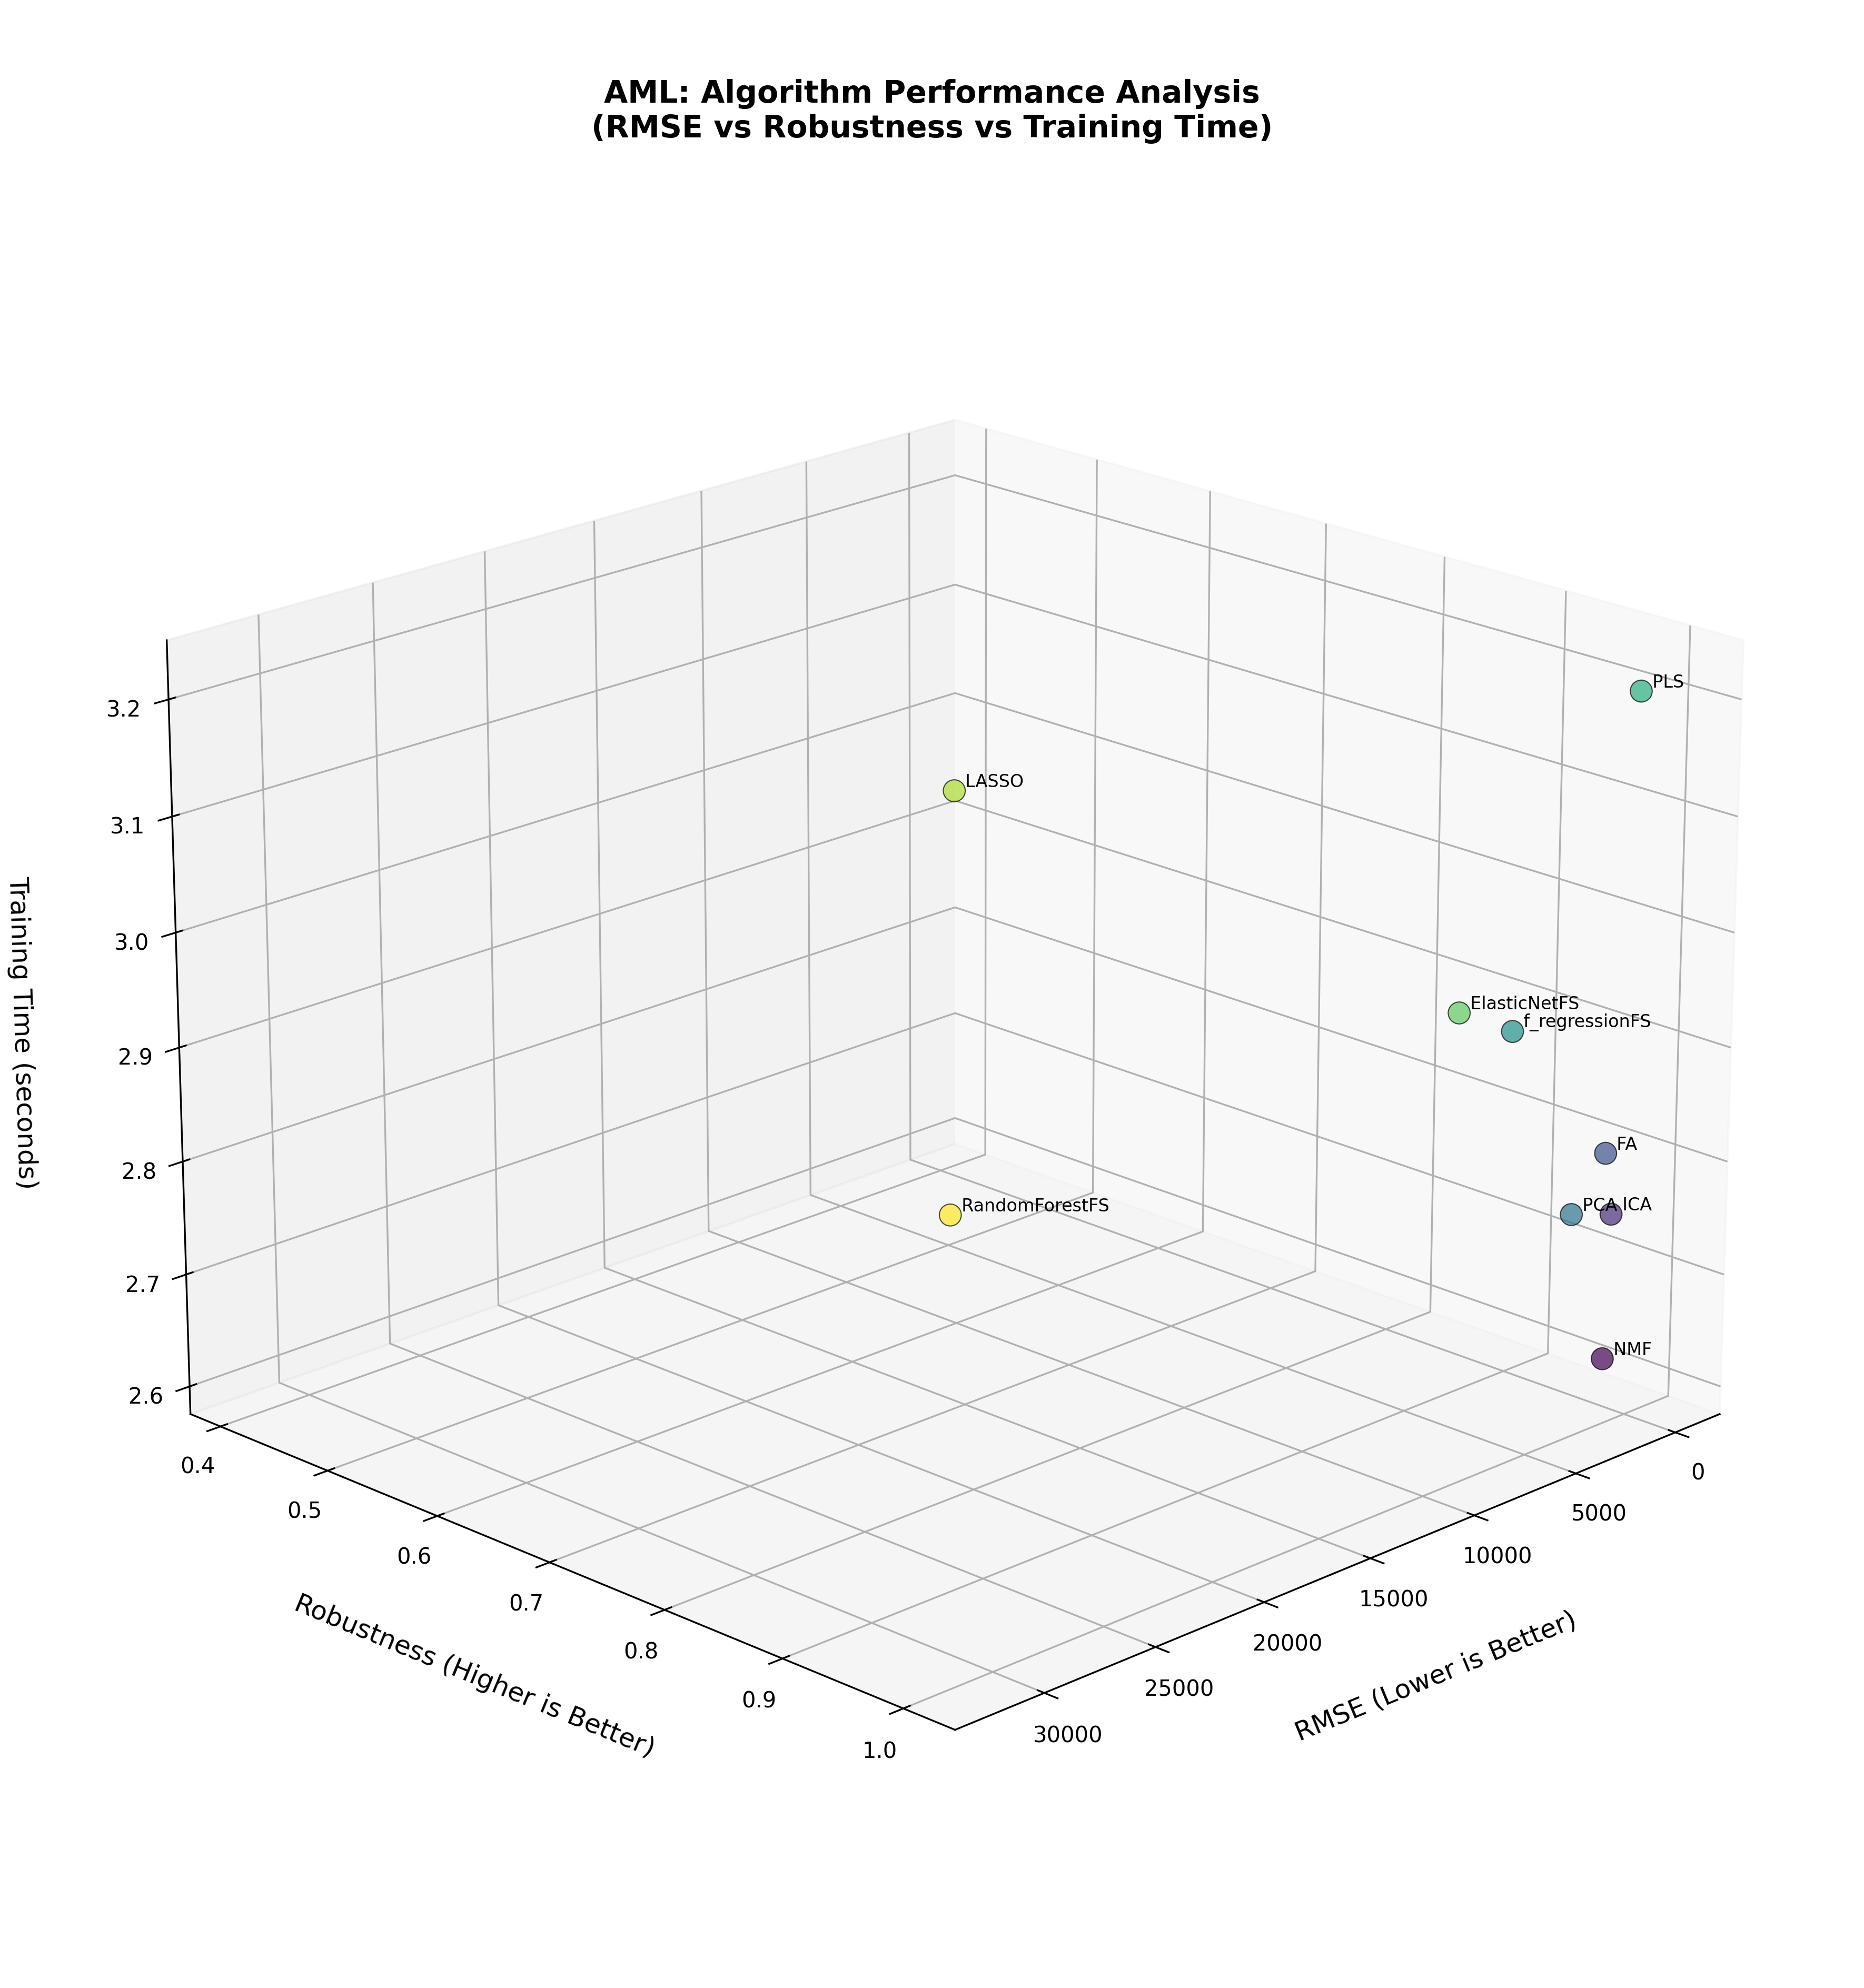 AML: Algorithm Performance Analysis
(RMSE vs Robustness vs Training Time)
PLS
LASSO
ElasticNetFS
f_regressionFS
FA
PCA
ICA
RandomForestFS
NMF
Training Time (seconds)
3.2
3.1
3.0
2.9
2.8
2.7
2.6
Robustness (Higher is Better)
0.4
0.5
0.6
0.7
0.8
0.9
1.0
RMSE (Lower is Better)
30000
25000
20000
15000
10000
5000
0